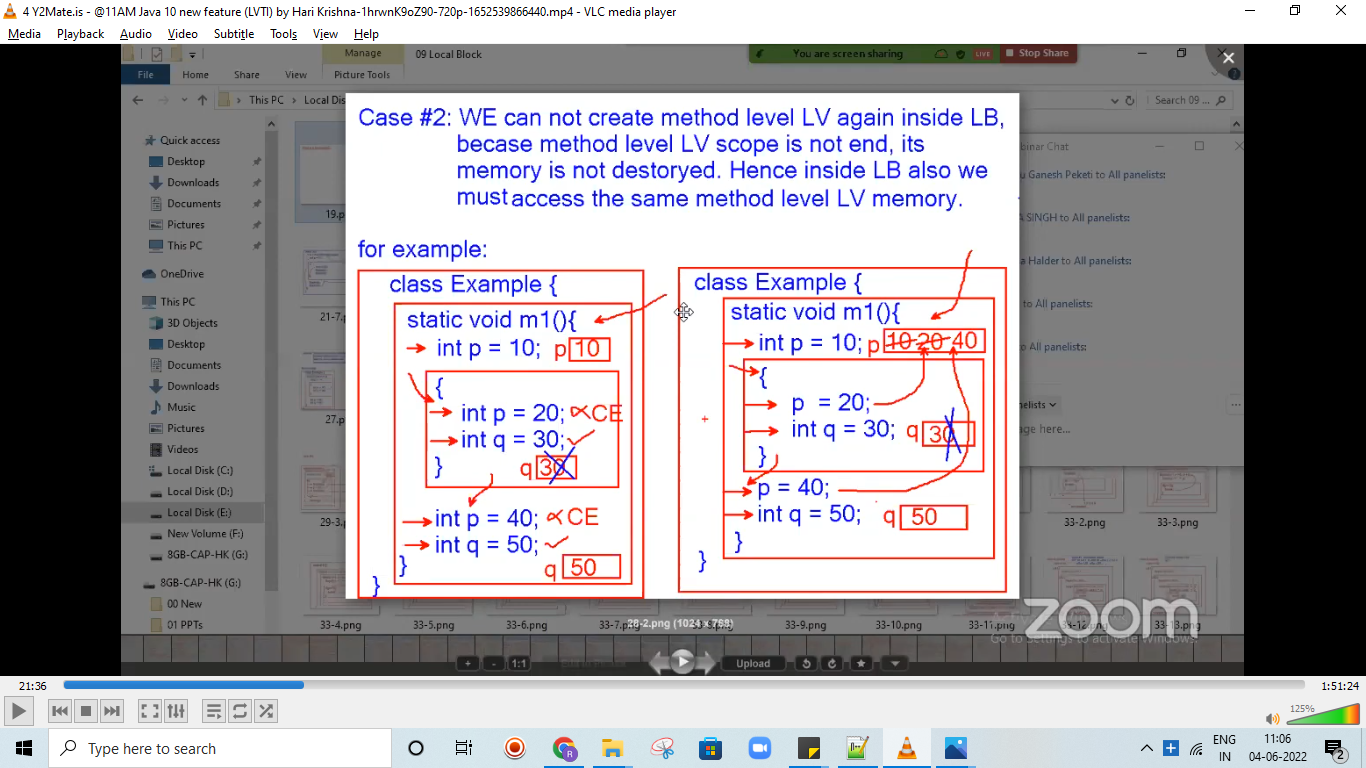 4 Y2Mate.is - @11AM Java 10 new feature (LVTI) by Hari Krishna-1hrwnK9oZ90-720p-1652539866440.mp4 - VLC media player
Media Playback Audio Video Subtitle Tools View Help
Manage
09 Local Block
You are screen sharing
LIVE
Stop Share
File Home Share View Picture Tools
This PC
Local Dis
Search 09 ...
Quick access
Desktop
Downloads
Documents
Pictures
This PC
OneDrive
This PC
3D Objects
Desktop
Documents
Downloads
Music
Pictures
Videos
Local Disk (C:)
Local Disk (D:)
Local Disk (E:)
New Volume (F:)
8GB-CAP-HK (G:)
8GB-CAP-HK (G:)
00 New
01 PPTs
19.p
21-7.p
27.p
29-3.p
Case #2: WE can not create method level LV again inside LB,
becase method level LV scope is not end, its
memory is not destoryed. Hence inside LB also we
must access the same method level LV memory.
for example:
class Example {
static void m1(){
int p = 10; p 10
{
int p = 20; CE
int q = 30;
} q 30
int p = 40; CE
int q = 50;
} q 50
}
class Example {
static void m1(){
int p = 10; p 10 20 40
{
p = 20;
int q = 30; q 30
}
p = 40;
int q = 50; q 50
}
}
binar Chat
u Ganesh Peketi to All panelists:
A SINGH to All panelists:
a Halder to All panelists:
to All panelists:
to All panelists:
nelists
age here...
33-2.png 33-3.png
33-4.png 33-5.png 33-6.png 33-7.p 33-9.png 33-10.png 33-11.png 33-12.png 33-13.png
28-2.png (1024 x 768)
zoom
Go to Settings to activate Windows.
+ - 1:1 Edit in Picasa Upload
21:36
1:51:24
125%
Type here to search
ENG
IN
11:06
04-06-2022
2